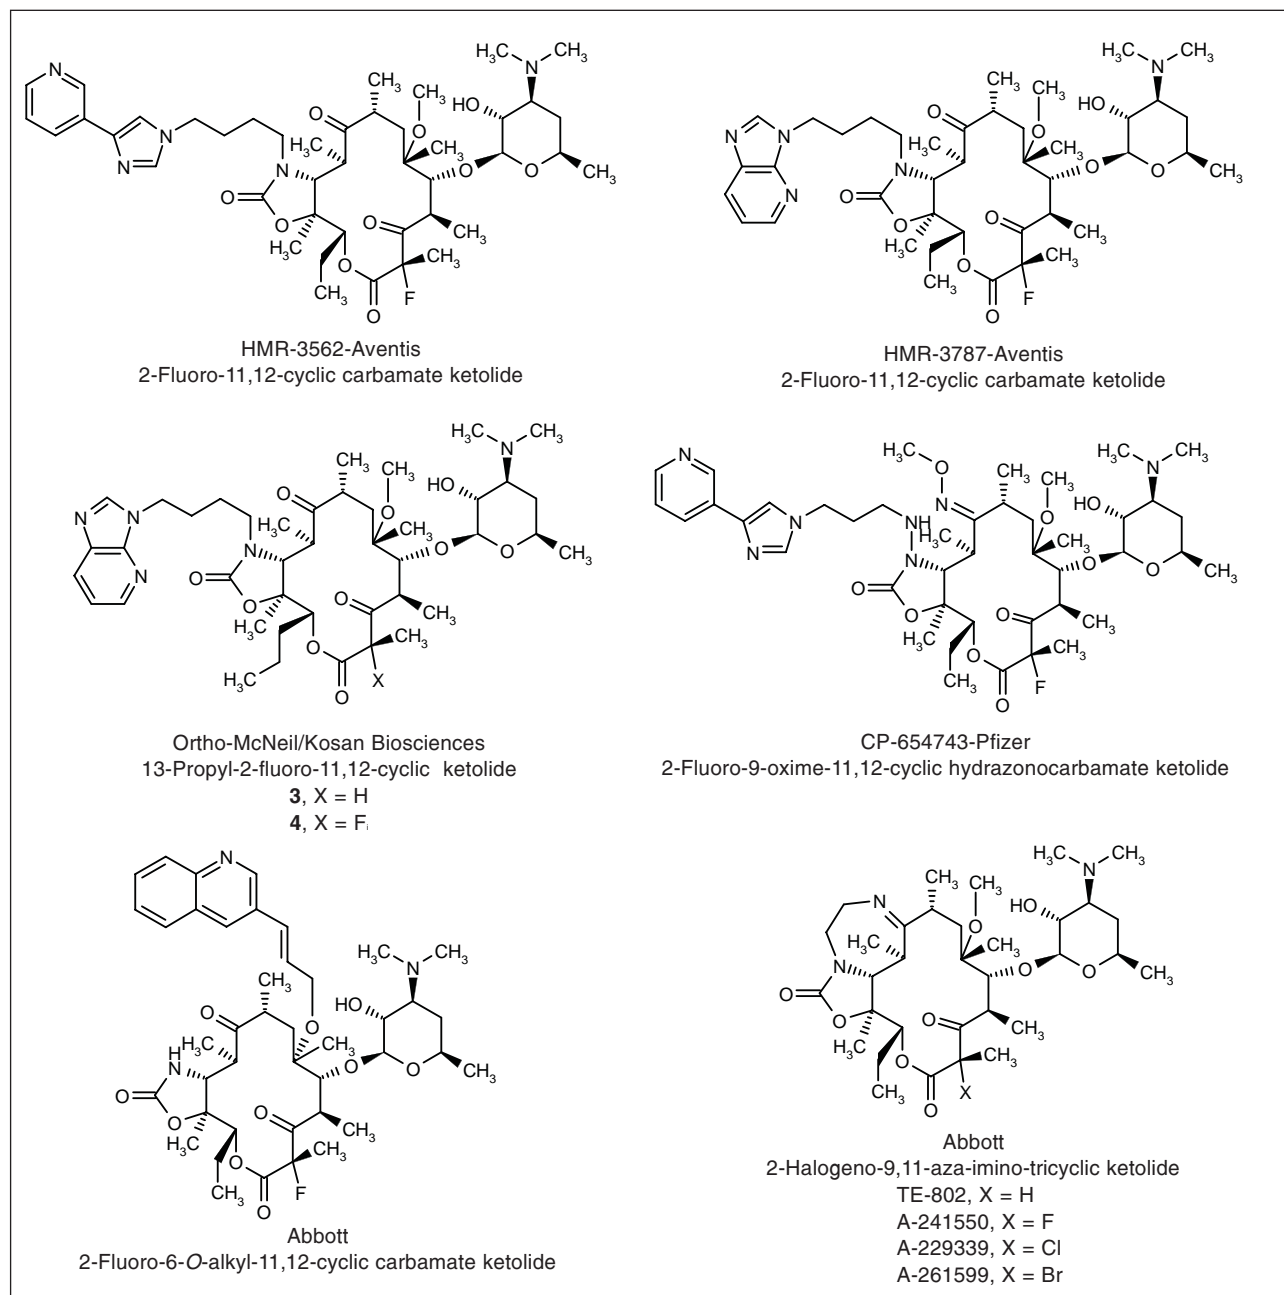 HMR-3562-Aventis
2-Fluoro-11,12-cyclic carbamate ketolide
HMR-3787-Aventis
2-Fluoro-11,12-cyclic carbamate ketolide
Ortho-McNeil/Kosan Biosciences
13-Propyl-2-fluoro-11,12-cyclic ketolide
3, X = H
4, X = F
CP-654743-Pfizer
2-Fluoro-9-oxime-11,12-cyclic hydrazonocarbamate ketolide
Abbott
2-Fluoro-6-O-alkyl-11,12-cyclic carbamate ketolide
Abbott
2-Halogeno-9,11-aza-imino-tricyclic ketolide
TE-802, X = H
A-241550, X = F
A-229339, X = Cl
A-261599, X = Br